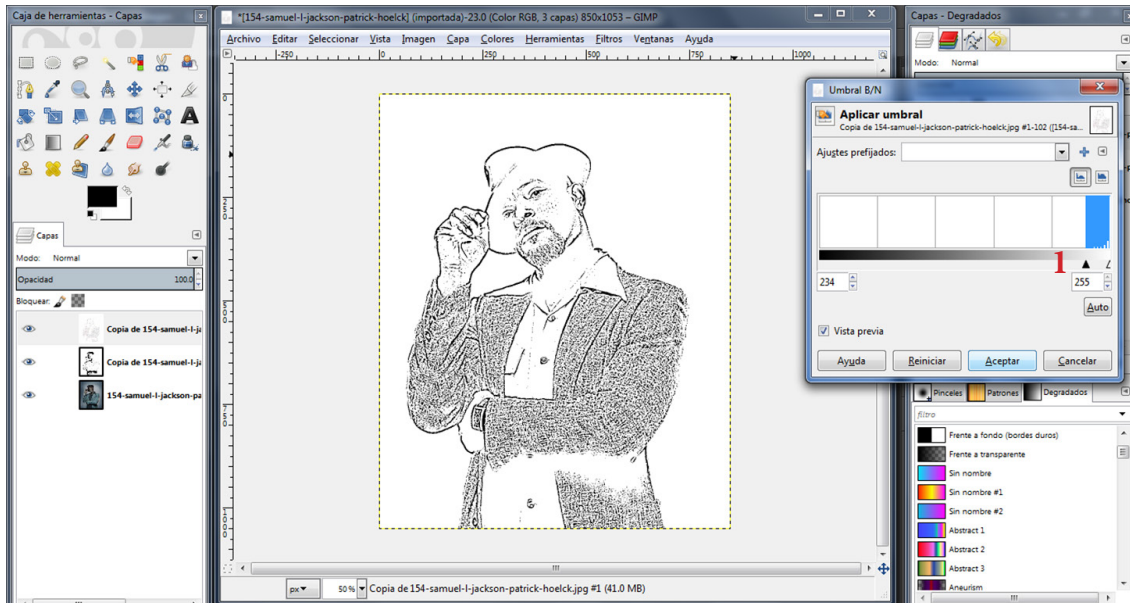 Caja de herramientas - Capas
Capas
Modo: Normal
Opacidad 100.0
Bloquear:
Copia de 154-samuel-l-ja
Copia de 154-samuel-l-ja
154-samuel-l-jackson-pa
*[154-samuel-l-jackson-patrick-hoelck] (importada)-23.0 (Color RGB, 3 capas) 850x1053 – GIMP
Archivo Editar Seleccionar Vista Imagen Capa Colores Herramientas Filtros Ventanas Ayuda
-250 0 250 500 750 1000
0
250
500
750
1000
px 50% Copia de 154-samuel-l-jackson-patrick-hoelck.jpg #1 (41.0 MB)
Capas - Degradados
Modo: Normal
Umbral B/N
Aplicar umbral
Copia de 154-samuel-l-jackson-patrick-hoelck.jpg #1-102 ([154-sa...
Ajustes prefijados:
1
234 255
Auto
Vista previa
Ayuda Reiniciar Aceptar Cancelar
Pinceles Patrones Degradados
filtro
Frente a fondo (bordes duros)
Frente a transparente
Sin nombre
Sin nombre #1
Sin nombre #2
Abstract 1
Abstract 2
Abstract 3
Aneurism